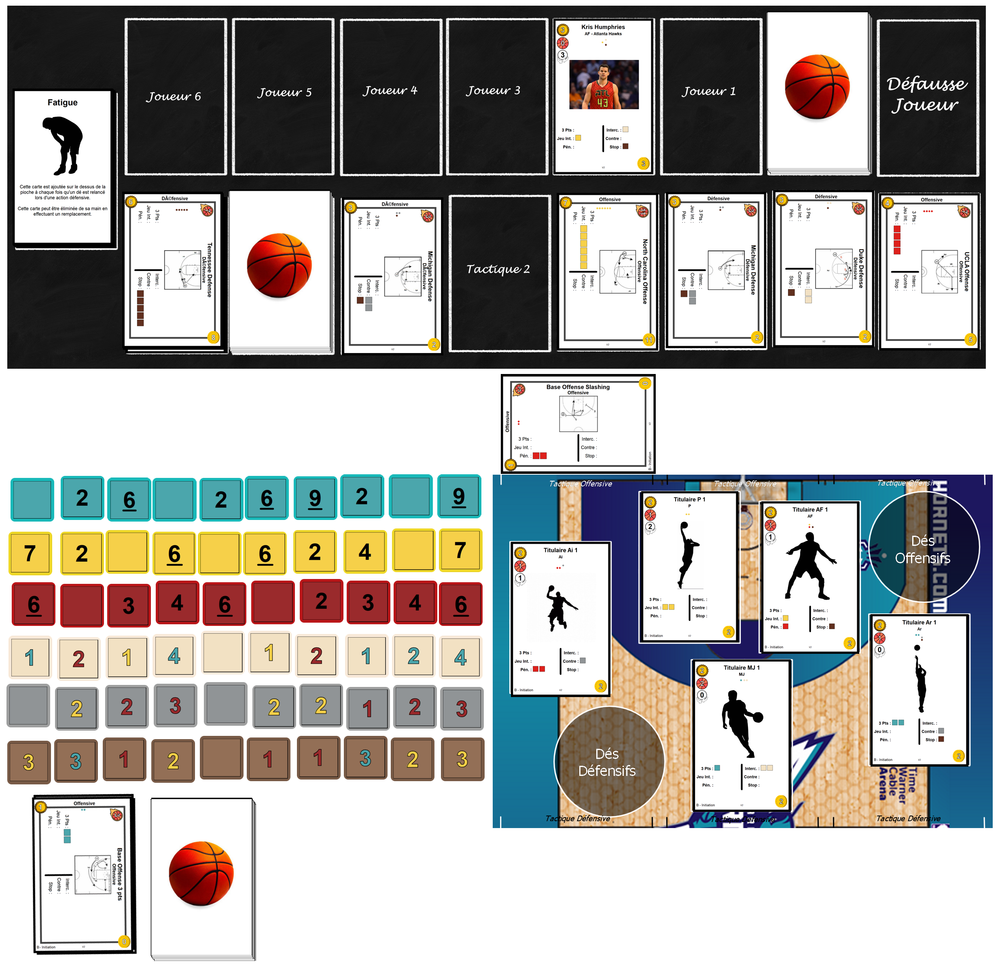 Fatigue
Cette carte est ajoutée sur le dessus de la
pioche à chaque fois qu'un dé est relancé
lors d'une action défensive.
Cette carte peut être éliminée de sa main en
effectuant un remplacement.
Joueur 6
Joueur 5
Joueur 4
Joueur 3
3
0
3
Kris Humphries
AF - Atlanta Hawks
ATL
43
3 Pts :
Jeu Int. :
Pén. :
Interc. :
Contre :
Stop :
V2
3
Joueur 1
Défausse
Joueur
6
DÃ©fensive
7
3 Pts :
Jeu Int. :
Pén. :
Tennessee Defense
DÃ©fensive
Interc. :
Contre :
Stop :
8
3
DÃ©fensive
3
3 Pts :
Jeu Int. :
Pén. :
Michigan Defense
DÃ©fensive
Interc. :
Contre :
Stop :
V2
2
Tactique 2
7
Offensive
11
3 Pts :
Jeu Int. :
Pén. :
North Carolina Offense
Offensive
Interc. :
Contre :
Stop :
V2
11
3
Défensive
3
3 Pts :
Jeu Int. :
Pén. :
Michigan Defense
Défensive
Interc. :
Contre :
Stop :
V2
2
3
Défensive
3
3 Pts :
Jeu Int. :
Pén. :
Duke Defense
Défensive
Interc. :
Contre :
Stop :
V2
2
4
Offensive
7
3 Pts :
Jeu Int. :
Pén. :
UCLA Offense
Offensive
Interc. :
Contre :
Stop :
V2
5
Base Offense Slashing
Offensive
3
0
Offensive
3 Pts :
Jeu Int. :
Pén. :
Interc. :
Contre :
Stop :
1
V2
B - Initiation
2 6 2 6 9 2 9
7 2 6 6 2 4 7
6 3 4 6 2 3 4 6
1 2 1 4 1 2 1 2 4
2 2 3 2 2 1 2 3
3 3 1 2 1 1 3 2 3
Tactique Offensive
Tactique Offensive
Tactique Offensive
HORNETS.COM
2
1
1
Titulaire Ai 1
Ai
3 Pts :
Jeu Int. :
Pén. :
Interc. :
Contre :
Stop :
B - Initiation
2
2
1
2
Titulaire P 1
P
3 Pts :
Jeu Int. :
Pén. :
Interc. :
Contre :
Stop :
B - Initiation
V2
2
2
1
1
Titulaire AF 1
AF
3 Pts :
Jeu Int. :
Pén. :
Interc. :
Contre :
Stop :
B - Initiation
V2
2
Dés
Offensifs
2
1
0
Titulaire Ar 1
Ar
3 Pts :
Jeu Int. :
Pén. :
Interc. :
Contre :
Stop :
B - Initiation
V2
2
2
2
0
Titulaire MJ 1
MJ
3 Pts :
Jeu Int. :
Pén. :
Interc. :
Contre :
Stop :
B - Initiation
V2
2
Dés
Défensifs
Time
Warner
Cable
Arena
Tactique Défensive
Tactique Défensive
Tactique Défensive
1
Offensive
3
3 Pts :
Jeu Int. :
Pén. :
Base Offense 3 pts
Offensive
Interc. :
Contre :
Stop :
B - Initiation
V2
0